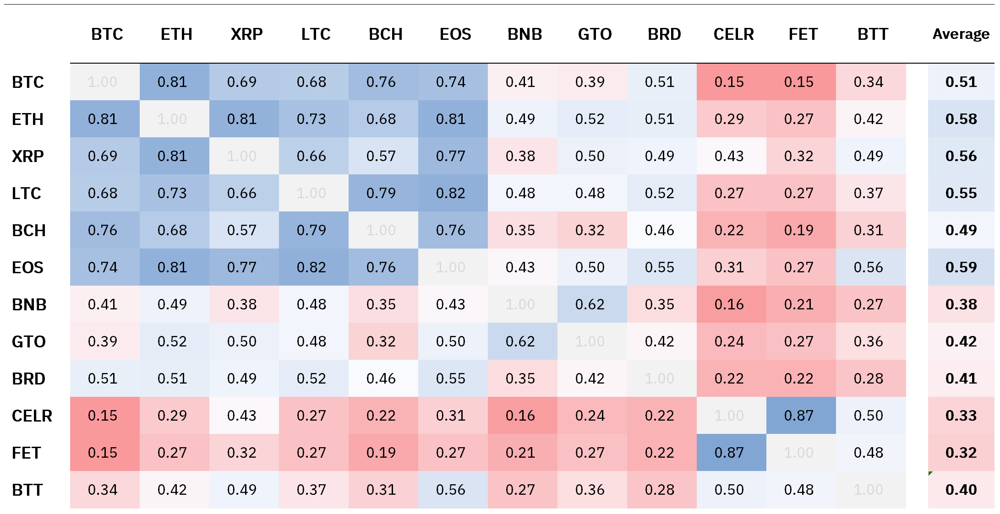 BTC ETH XRP LTC BCH EOS BNB GTO BRD CELR FET BTT Average
BTC 1.00 0.81 0.69 0.68 0.76 0.74 0.41 0.39 0.51 0.15 0.15 0.34 0.51
ETH 0.81 1.00 0.81 0.73 0.68 0.81 0.49 0.52 0.51 0.29 0.27 0.42 0.58
XRP 0.69 0.81 1.00 0.66 0.57 0.77 0.38 0.50 0.49 0.43 0.32 0.49 0.56
LTC 0.68 0.73 0.66 1.00 0.79 0.82 0.48 0.48 0.52 0.27 0.27 0.37 0.55
BCH 0.76 0.68 0.57 0.79 1.00 0.76 0.35 0.32 0.46 0.22 0.19 0.31 0.49
EOS 0.74 0.81 0.77 0.82 0.76 1.00 0.43 0.50 0.55 0.31 0.27 0.56 0.59
BNB 0.41 0.49 0.38 0.48 0.35 0.43 1.00 0.62 0.35 0.16 0.21 0.27 0.38
GTO 0.39 0.52 0.50 0.48 0.32 0.50 0.62 1.00 0.42 0.24 0.27 0.36 0.42
BRD 0.51 0.51 0.49 0.52 0.46 0.55 0.35 0.42 1.00 0.22 0.22 0.28 0.41
CELR 0.15 0.29 0.43 0.27 0.22 0.31 0.16 0.24 0.22 1.00 0.87 0.50 0.33
FET 0.15 0.27 0.32 0.27 0.19 0.27 0.21 0.27 0.22 0.87 1.00 0.48 0.32
BTT 0.34 0.42 0.49 0.37 0.31 0.56 0.27 0.36 0.28 0.50 0.48 1.00 0.40